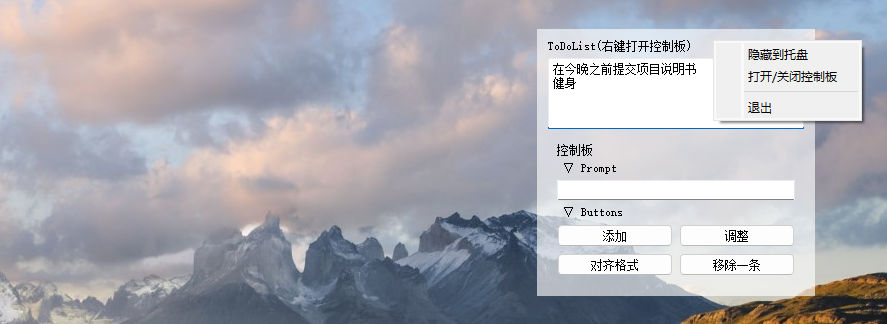 ToDoList(右键打开控制板)
在今晚之前提交项目说明书
健身
隐藏到托盘
打开/关闭控制板
退出
控制板
▽ Prompt
▽ Buttons
添加
调整
对齐格式
移除一条